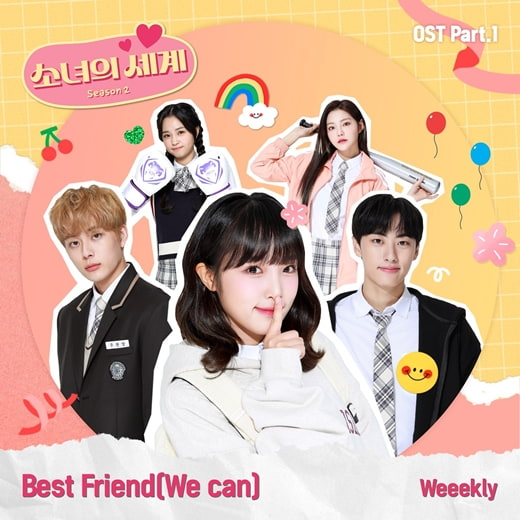 OST Part.1
소녀의 세계
Season 2
Best Friend(We can)
Weeekly